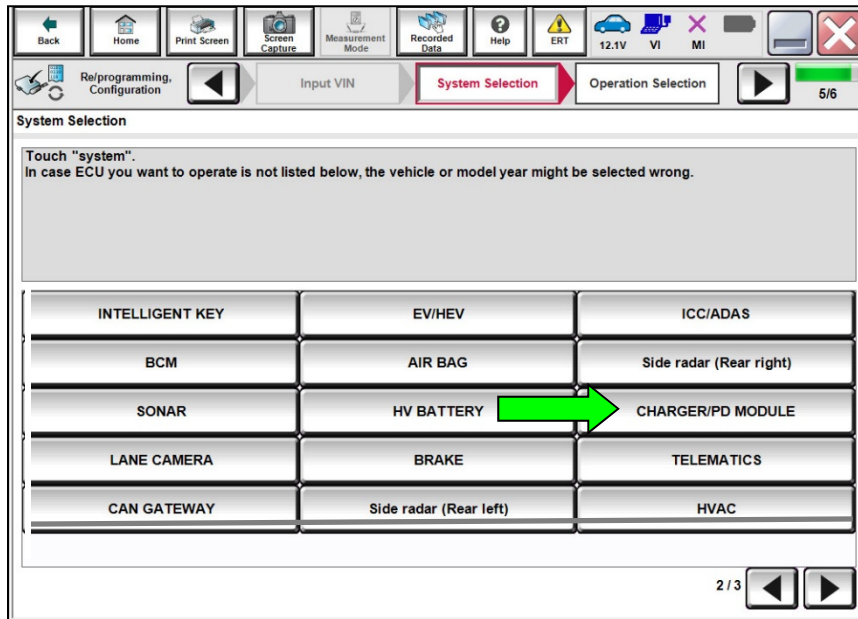 Back
Home
Print Screen
Screen
Capture
Measurement
Mode
Recorded
Data
Help
ERT
12.1V
VI
MI
Re/programming,
Configuration
Input VIN
System Selection
Operation Selection
5/6
System Selection
Touch "system".
In case ECU you want to operate is not listed below, the vehicle or model year might be selected wrong.
INTELLIGENT KEY
EV/HEV
ICC/ADAS
BCM
AIR BAG
Side radar (Rear right)
SONAR
HV BATTERY
CHARGER/PD MODULE
LANE CAMERA
BRAKE
TELEMATICS
CAN GATEWAY
Side radar (Rear left)
HVAC
2/3